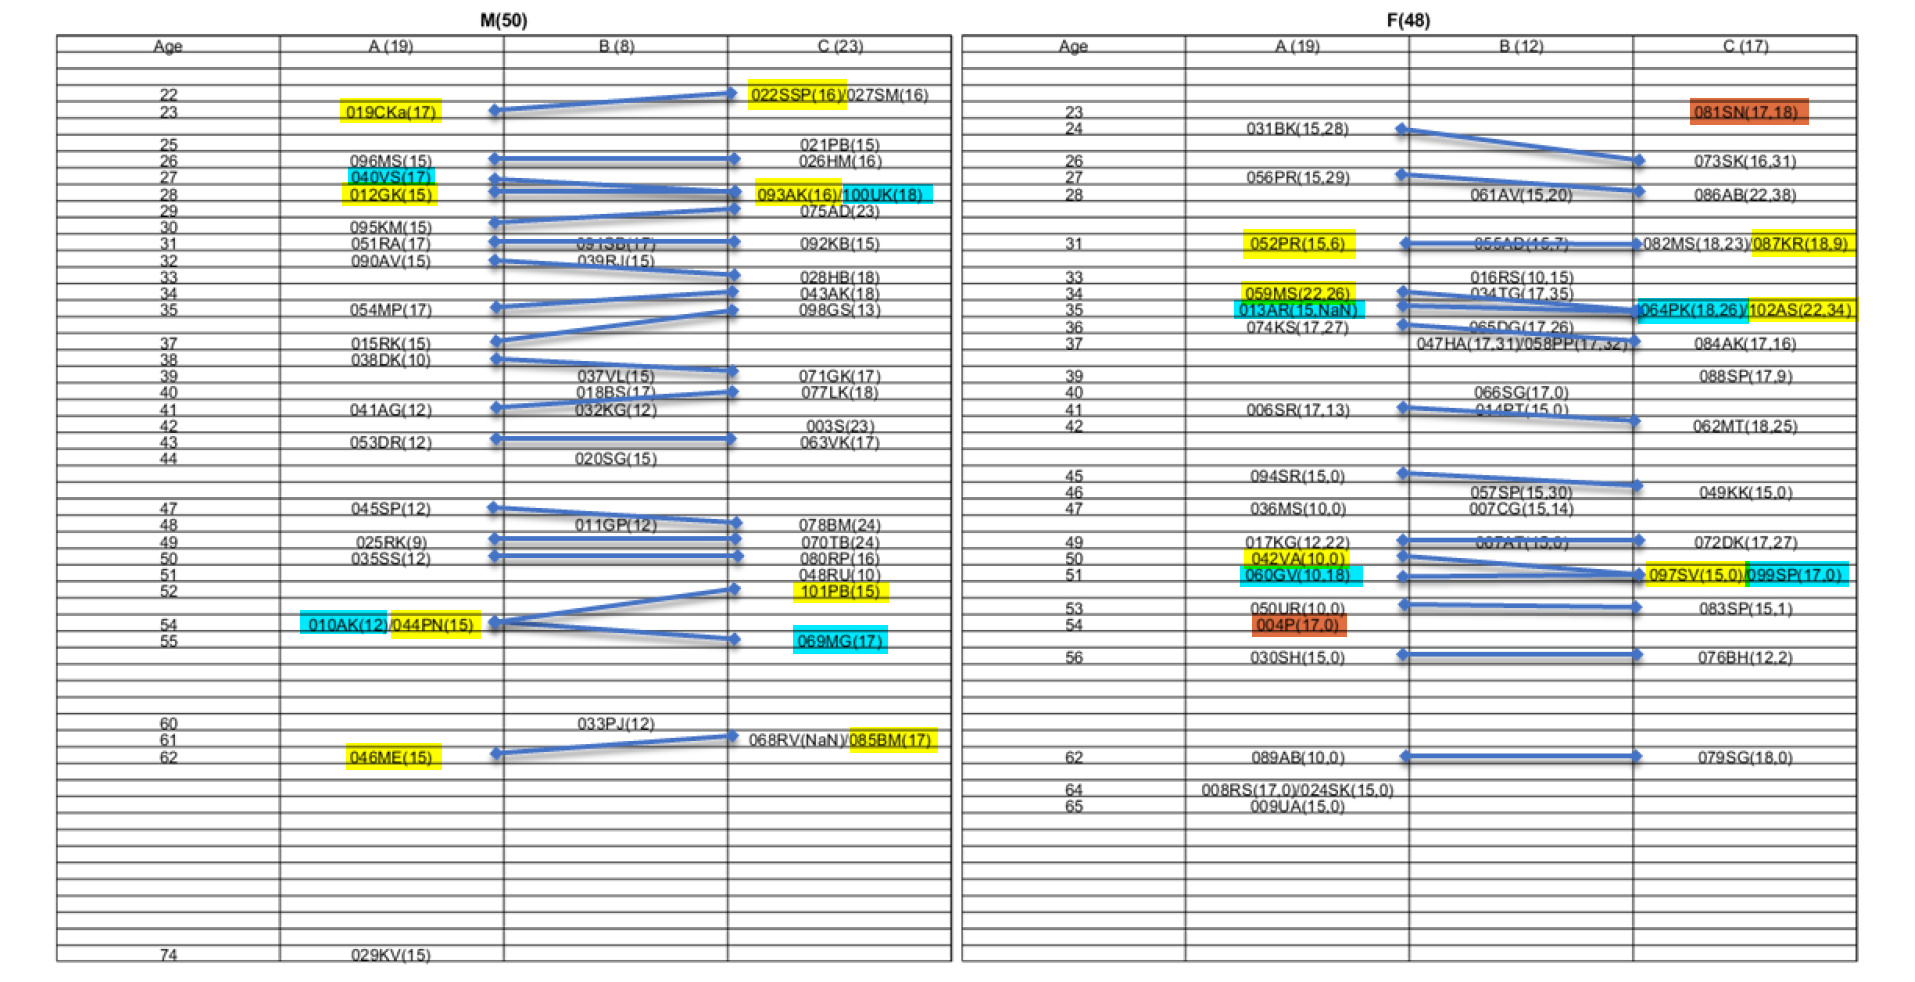 M(50)
Age A (19) B (8) C (23)
22 022SSP(16)/027SM(16)
23 019CKa(17)
25 021PB(15)
26 096MS(15) 026HM(16)
27 040VS(17)
28 012GK(15) 093AK(16)/100UK(18)
29 075AD(23)
30 095KM(15)
31 051RA(17) 091SB(17) 092KB(15)
32 090AV(15) 039RJ(15)
33 028HB(18)
34 043AK(18)
35 054MP(17) 098GS(13)
37 015RK(15)
38 038DK(10)
39 037VL(15) 071GK(17)
40 018BS(17) 077LK(18)
41 041AG(12) 032KG(12)
42 003S(23)
43 053DR(12) 063VK(17)
44 020SG(15)
47 045SP(12)
48 011GP(12) 078BM(24)
49 025RK(9) 070TB(24)
50 035SS(12) 080RP(16)
51 048RU(10)
52 101PB(15)
54 010AK(12)/044PN(15)
55 069MG(17)
60 033PJ(12)
61 068RV(NaN)/085BM(17)
62 046ME(15)
74 029KV(15)
F(48)
Age A (19) B (12) C (17)
23 081SN(17,18)
24 031BK(15,28)
26 073SK(16,31)
27 056PR(15,29)
28 061AV(15,20) 086AB(22,38)
31 052PR(15,6) 055AD(15,7) 082MS(18,23)/087KR(18,9)
33 016RS(10,15)
34 059MS(22,26) 034TG(17,35)
35 013AR(15,NaN) 064PK(18,26)/102AS(22,34)
36 074KS(17,27) 065DG(17,26)
37 047HA(17,31)/058PP(17,32) 084AK(17,16)
39 088SP(17,9)
40 066SG(17,0)
41 006SR(17,13) 014PT(15,0)
42 062MT(18,25)
45 094SR(15,0)
46 057SP(15,30) 049KK(15,0)
47 036MS(10,0) 007CG(15,14)
49 017KG(12,22) 067AT(15,0) 072DK(17,27)
50 042VA(10,0)
51 060GV(10,18) 097SV(15,0)/099SP(17,0)
53 050UR(10,0) 083SP(15,1)
54 004P(17,0)
56 030SH(15,0) 076BH(12,2)
62 089AB(10,0) 079SG(18,0)
64 008RS(17,0)/024SK(15,0)
65 009UA(15,0)